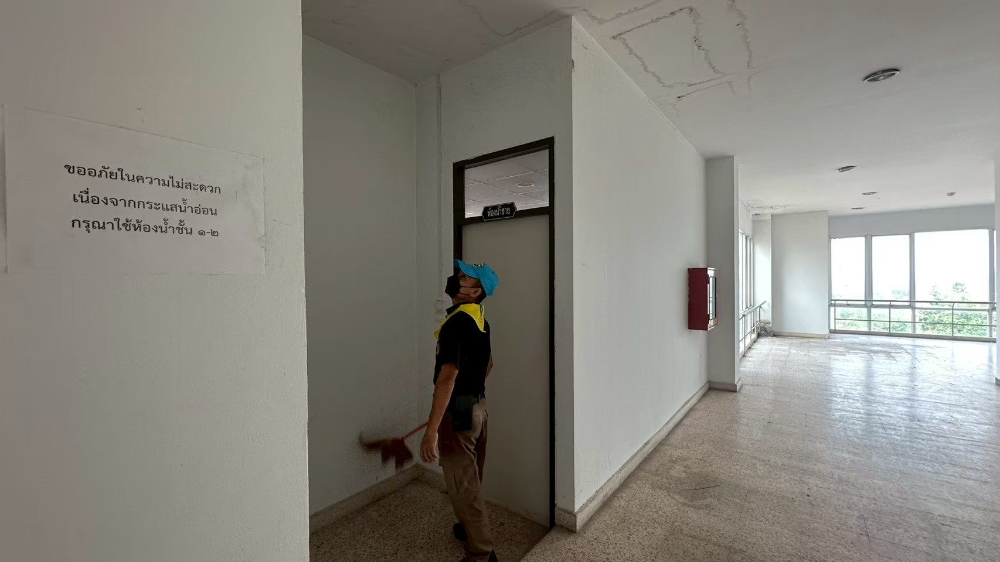 ขออภัยในความไม่สะดวก
เนื่องจากกระแสน้ำอ่อน
กรุณาใช้ห้องน้ำชั้น ๑-๒
ห้องน้ำชาย